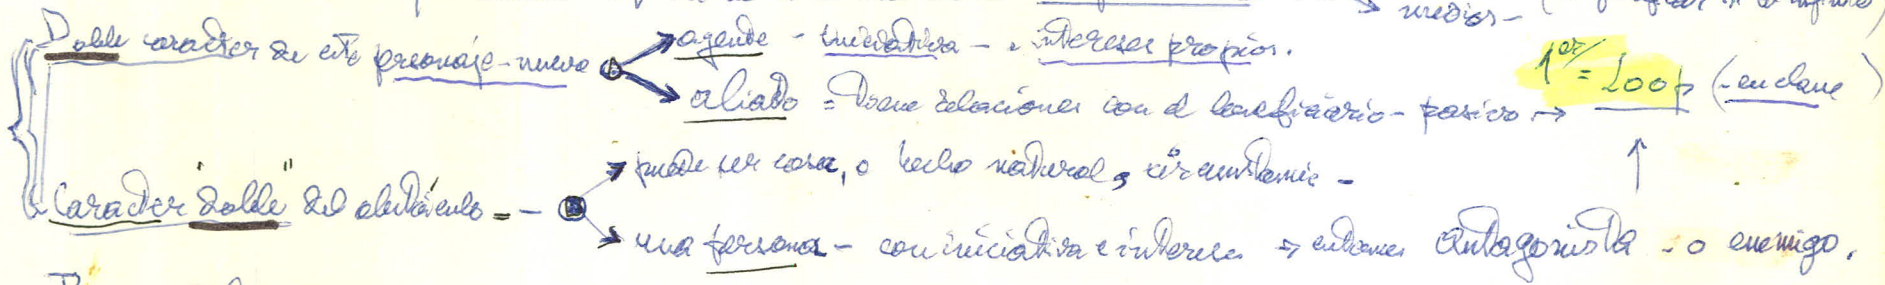 medios -
agente - iniciativa - e intereses propios.
Doble caracter de este personaje - nuevo
1er = 200 p (-en clave)
aliado = Tiene relaciones con el beneficiario - pasivo →
puede ser cosa, o hecho natural, circunstancia -
Caracter "doble" del obstáculo = -
una persona - con iniciativa e intereses → entonces antagonista - o enemigo.